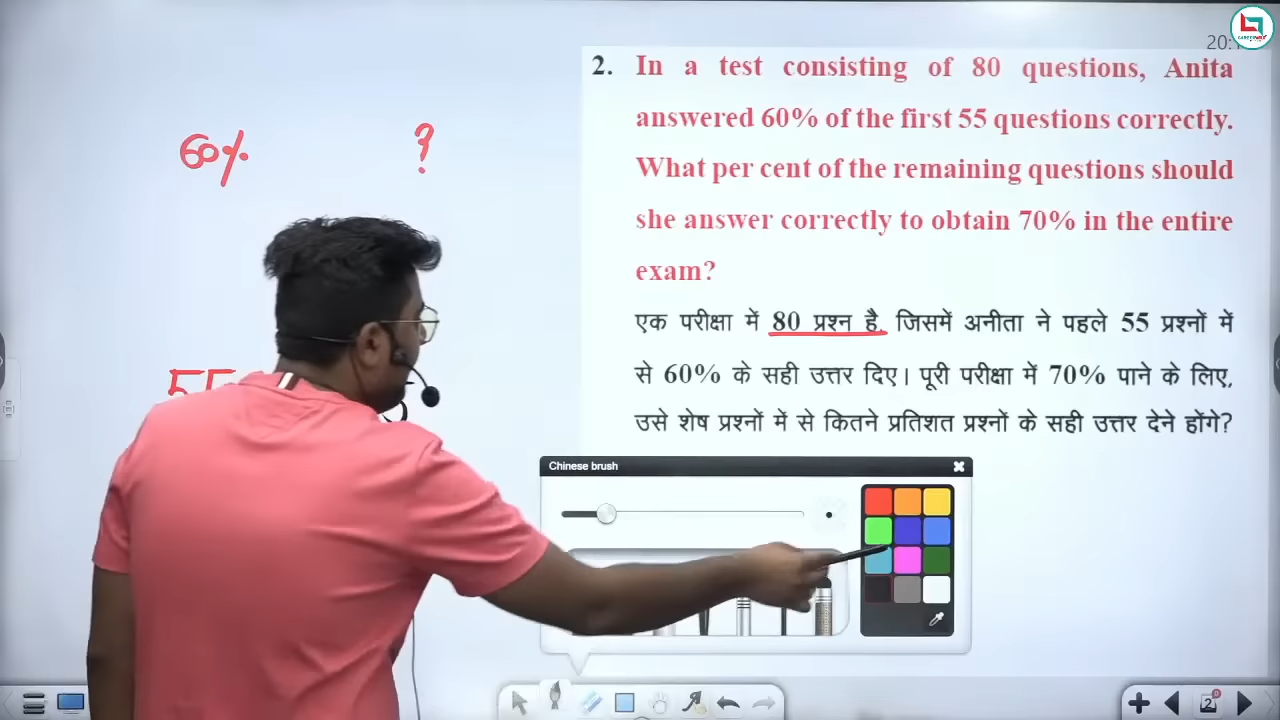 20:
2. In a test consisting of 80 questions, Anita
answered 60% of the first 55 questions correctly.
What per cent of the remaining questions should
she answer correctly to obtain 70% in the entire
exam?
एक परीक्षा में 80 प्रश्न है, जिसमें अनीता ने पहले 55 प्रश्नों में
से 60% के सही उत्तर दिए। पूरी परीक्षा में 70% पाने के लिए,
उसे शेष प्रश्नों में से कितने प्रतिशत प्रश्नों के सही उत्तर देने होंगे?
60% ?
55
Chinese brush
2